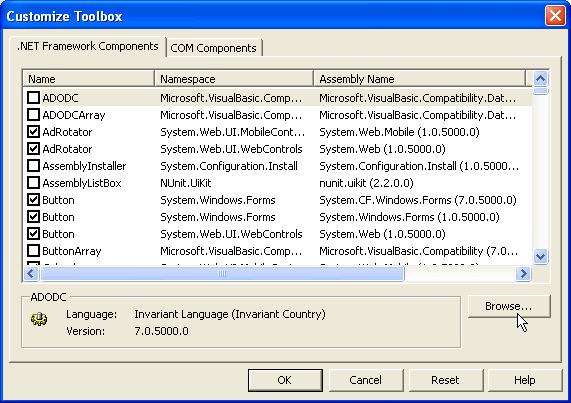 Customize Toolbox
.NET Framework Components COM Components
Name Namespace Assembly Name
ADODC Microsoft.VisualBasic.Comp... Microsoft.VisualBasic.Compatibility.Dat...
ADODCArray Microsoft.VisualBasic.Comp... Microsoft.VisualBasic.Compatibility.Dat...
AdRotator System.Web.UI.MobileCont... System.Web.Mobile (1.0.5000.0)
AdRotator System.Web.UI.WebControls System.Web (1.0.5000.0)
AssemblyInstaller System.Configuration.Install System.Configuration.Install (1.0.5000....
AssemblyListBox NUnit.UiKit nunit.uikit (2.2.0.0)
Button System.Windows.Forms System.CF.Windows.Forms (7.0.5000.0)
Button System.Windows.Forms System.Windows.Forms (1.0.5000.0)
Button System.Web.UI.WebControls System.Web (1.0.5000.0)
ButtonArray Microsoft.VisualBasic.Comp... Microsoft.VisualBasic.Compatibility (7.0...
ADODC
Language: Invariant Language (Invariant Country)
Version: 7.0.5000.0
Browse...
OK Cancel Reset Help